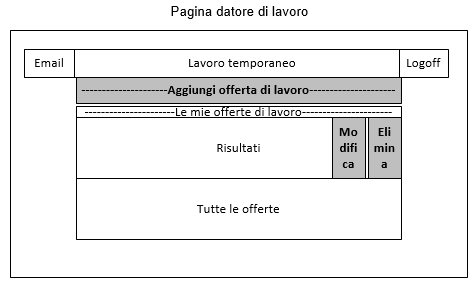 Pagina datore di lavoro
Email Lavoro temporaneo Logoff
----------------------Aggiungi offerta di lavoro----------------------
-----------------------Le mie offerte di lavoro-----------------------
Risultati
Mo
difi
ca
Eli
min
a
Tutte le offerte